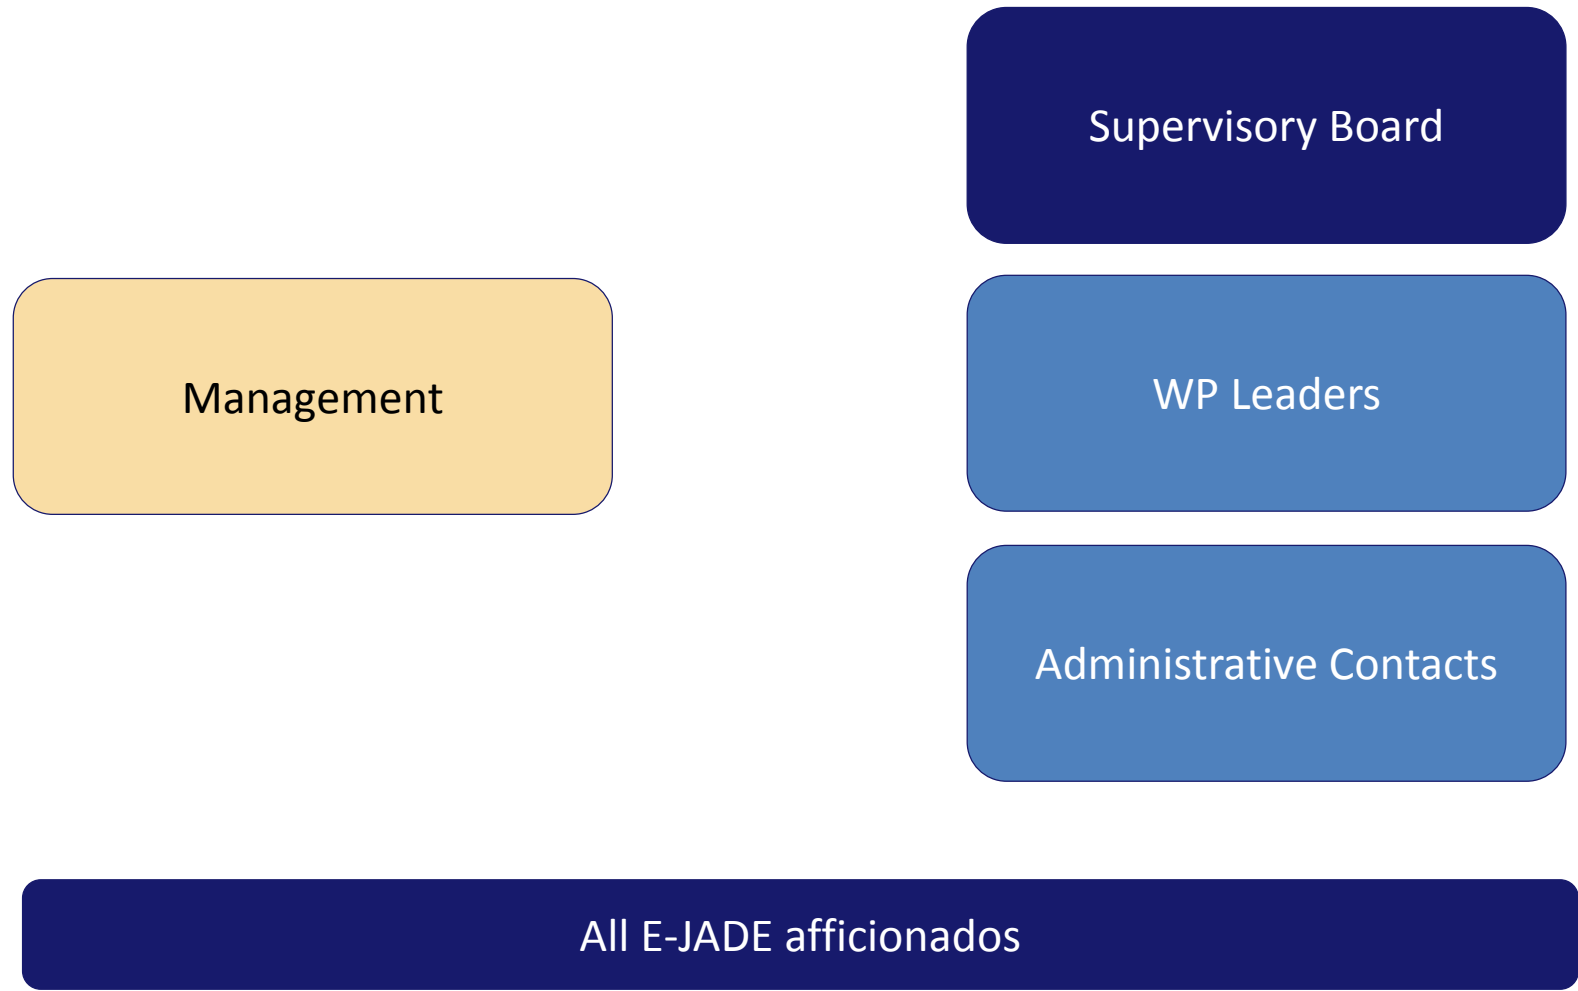 Supervisory Board
Management
WP Leaders
Administrative Contacts
All E-JADE afficionados